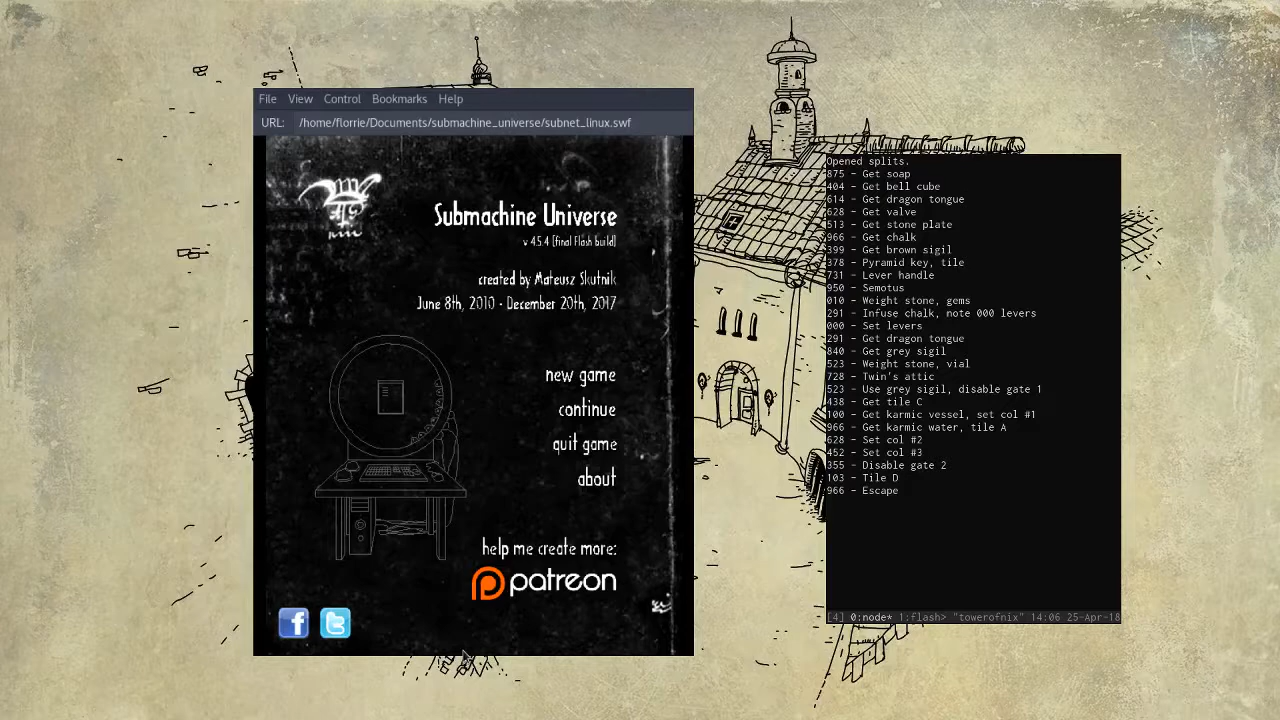 File View Control Bookmarks Help
URL: /home/florrie/Documents/submachine_universe/subnet_linux.swf
Submachine Universe
v 4.5.4 [final Flash build]
created by Mateusz Skutnik
June 8th, 2010 - December 20th, 2017
new game
continue
quit game
about
help me create more:
patreon
Opened splits.
875 - Get soap
404 - Get bell cube
614 - Get dragon tongue
628 - Get valve
513 - Get stone plate
966 - Get chalk
399 - Get brown sigil
378 - Pyramid key, tile
731 - Lever handle
950 - Semotus
010 - Weight stone, gems
291 - Infuse chalk, note 000 levers
000 - Set levers
291 - Get dragon tongue
840 - Get grey sigil
523 - Weight stone, vial
728 - Twin's attic
523 - Use grey sigil, disable gate 1
438 - Get tile C
100 - Get karmic vessel, set col #1
966 - Get karmic water, tile A
628 - Set col #2
452 - Set col #3
355 - Disable gate 2
103 - Tile D
966 - Escape
[4] 0:node* 1:flash> "towerofnix" 14:06 25-Apr-18